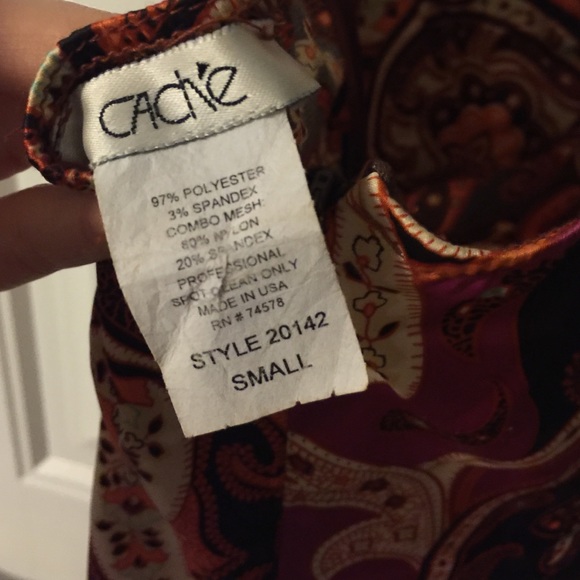 CACHÉ
97% POLYESTER
3% SPANDEX
COMBO MESH:
80% NYLON
20% SPANDEX
PROFESSIONAL
SPOT CLEAN ONLY
MADE IN USA
RN # 74578
STYLE 20142
SMALL